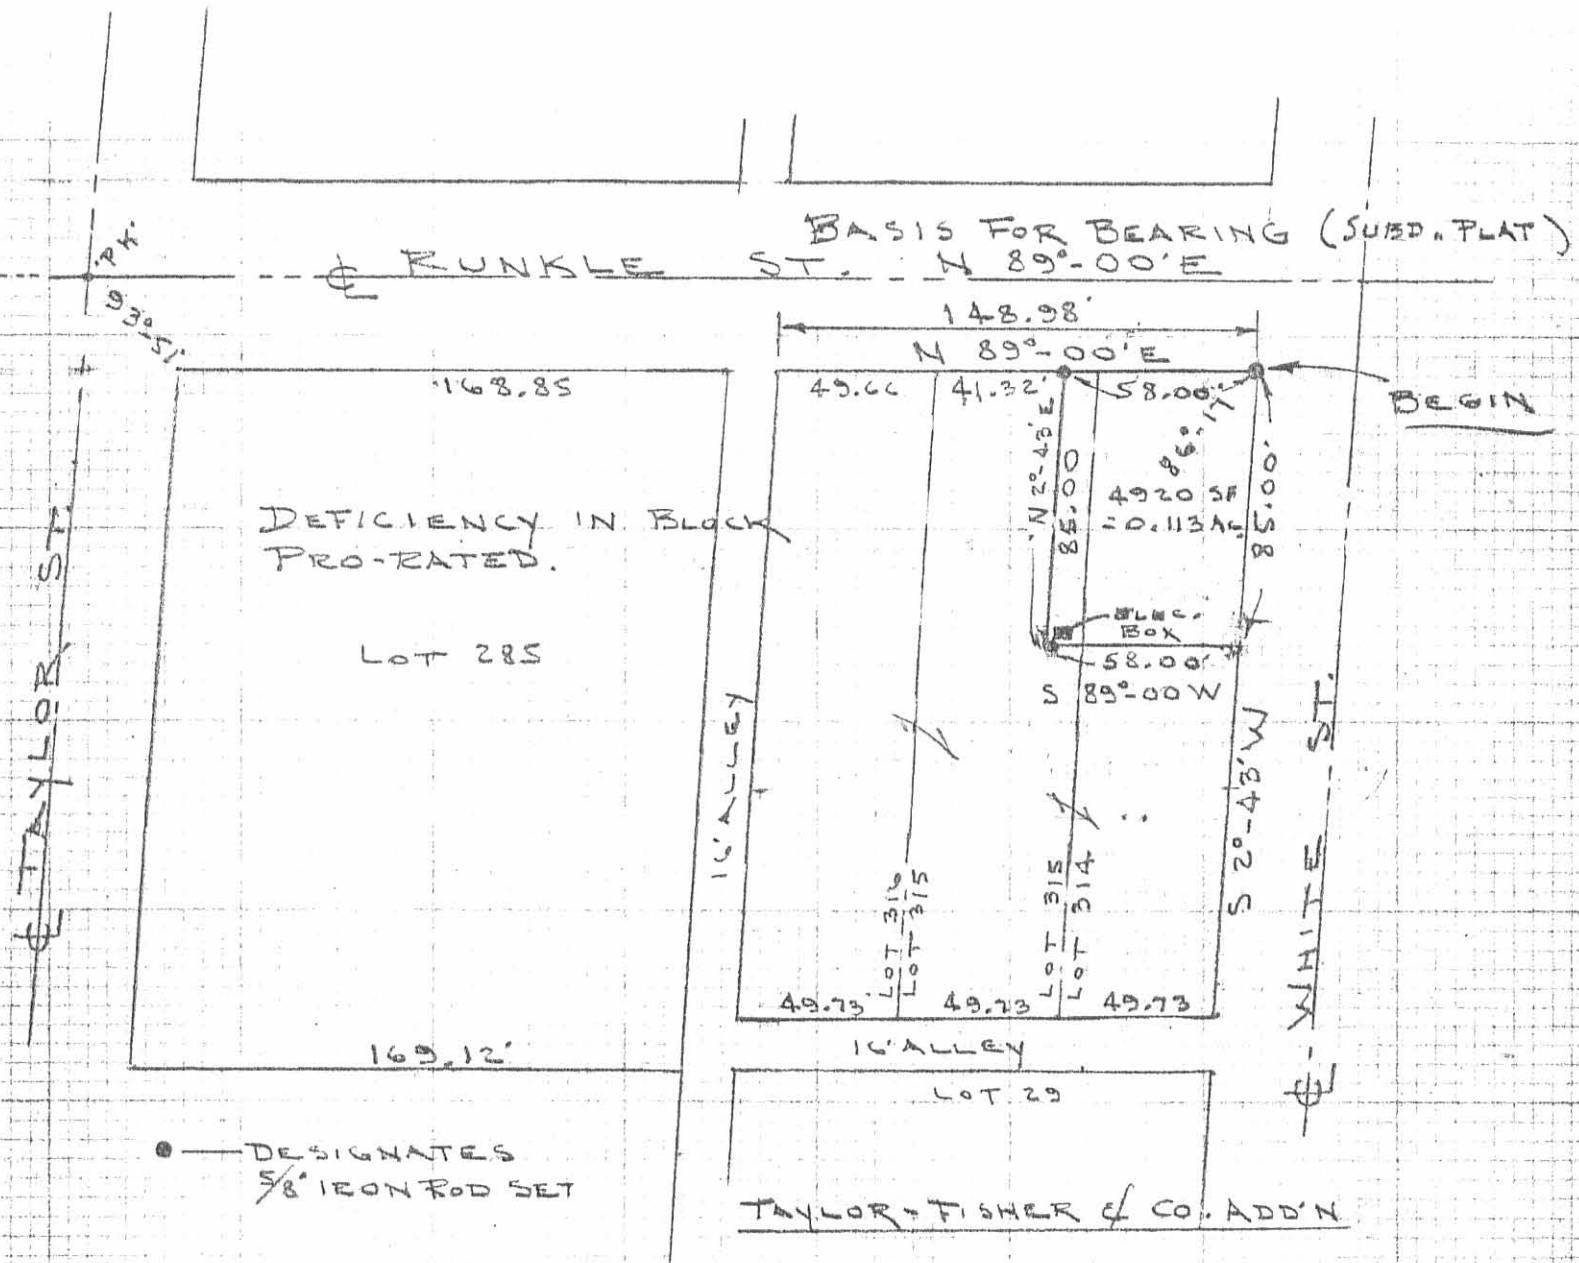 BASIS FOR BEARING (SUBD. PLAT)
P.K.
℄ RUNKLE ST. N 89°-00'E
93°-51'
148.98'
N 89°-00'E
168.85
49.66
41.32'
58.00'
BEGIN
86°-17'
N 2°-43'E
85.00
4920 SF
= 0.113 Ac.
85.00'
DEFICIENCY IN BLOCK
PRO-RATED.
ELEC.
BOX
LOT 285
58.00'
S 89°-00 W
℄ TAYLOR ST.
16' ALLEY
S 2°-43' W
℄ WHITE ST.
LOT 316
LOT 315
LOT 315
LOT 314
49.73'
49.73
49.73
169.12'
16' ALLEY
LOT 29
DESIGNATES
5/8" IRON ROD SET
TAYLOR-FISHER & CO. ADD'N